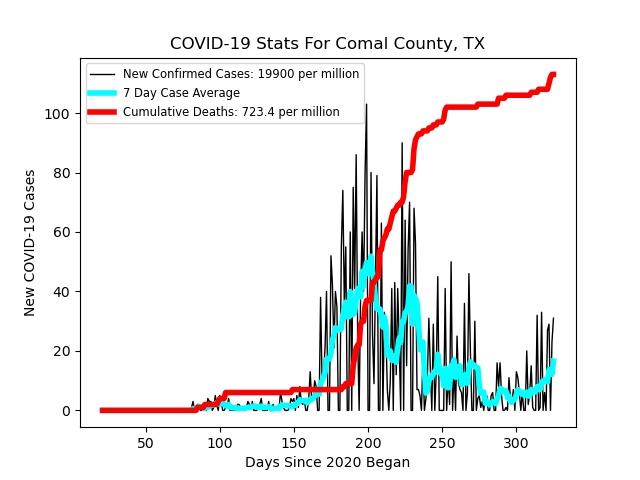 COVID-19 Stats For Comal County, TX
New Confirmed Cases: 19900 per million
7 Day Case Average
Cumulative Deaths: 723.4 per million
New COVID-19 Cases
100
80
60
40
20
0
50 100 150 200 250 300
Days Since 2020 Began